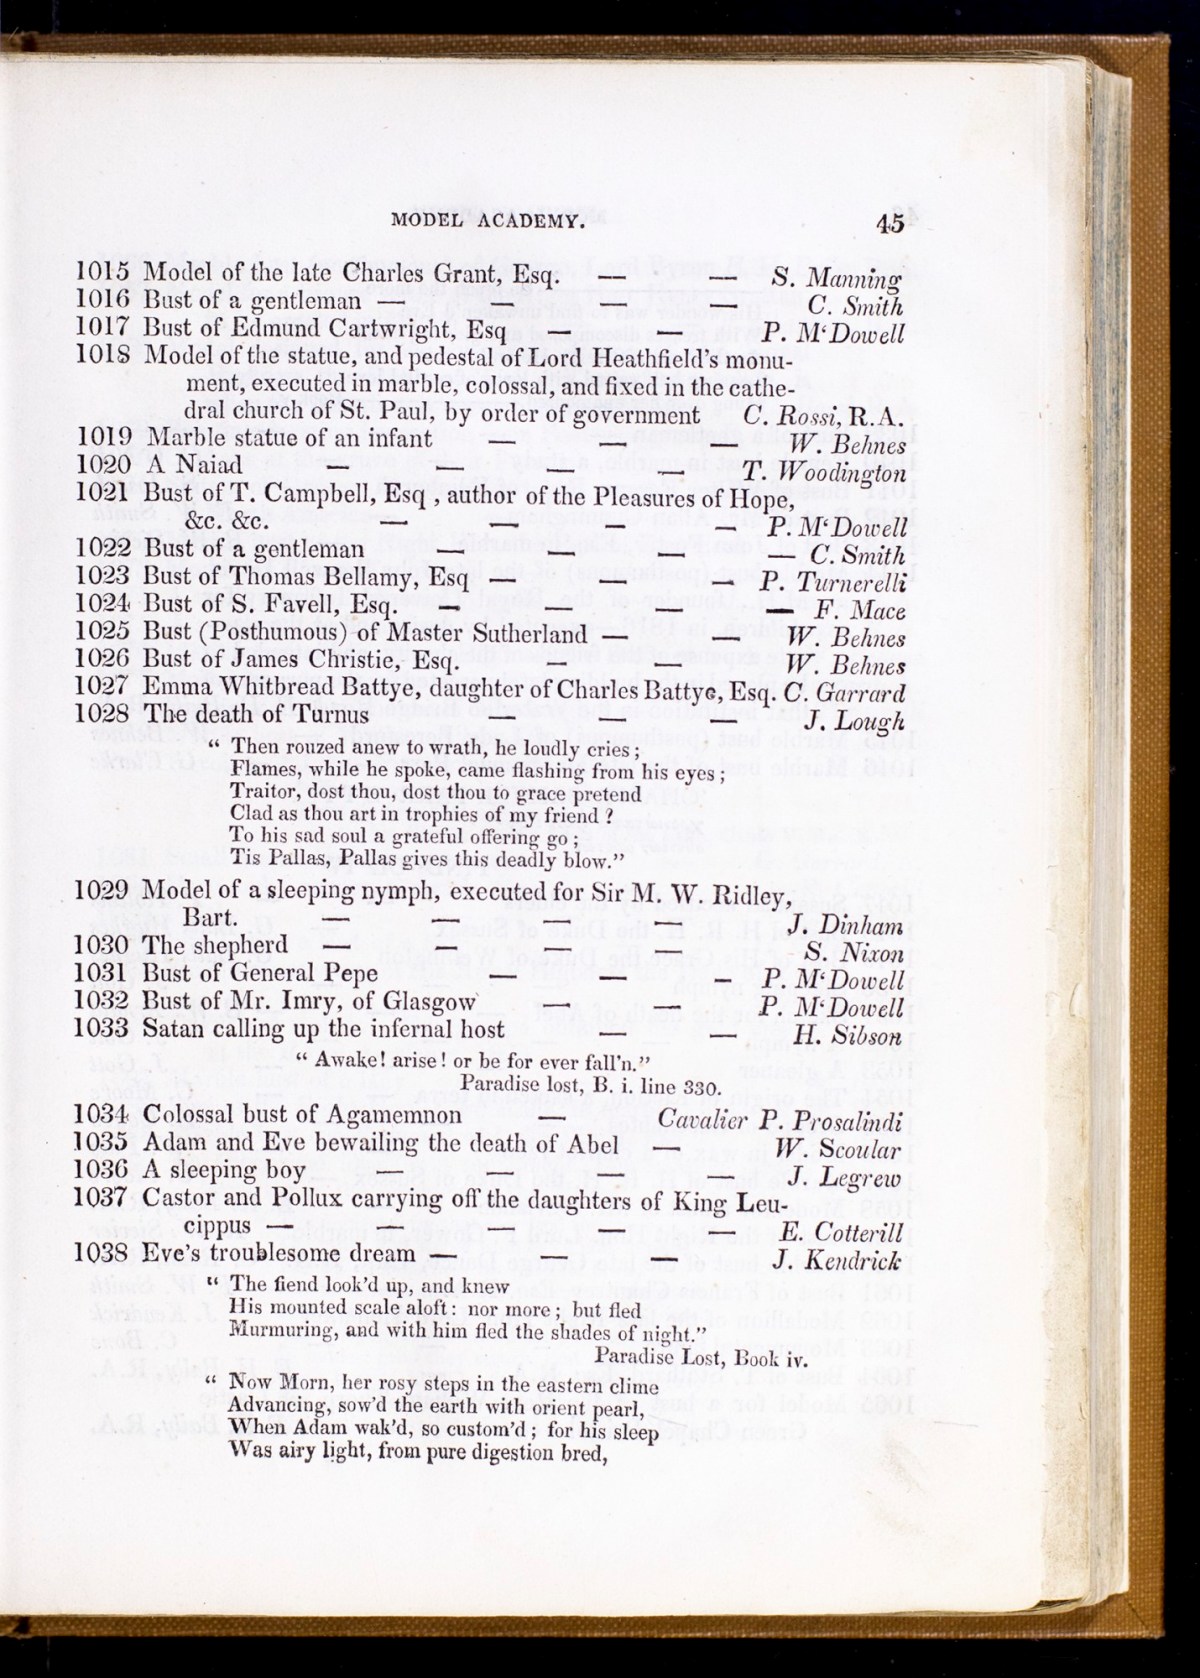 MODEL ACADEMY. 45
1015 Model of the late Charles Grant, Esq. — — S. Manning
1016 Bust of a gentleman — — — — C. Smith
1017 Bust of Edmund Cartwright, Esq — — — P. M‘Dowell
1018 Model of the statue, and pedestal of Lord Heathfield's monu-
ment, executed in marble, colossal, and fixed in the cathe-
dral church of St. Paul, by order of government C. Rossi, R.A.
1019 Marble statue of an infant — — W. Behnes
1020 A Naiad — — — — T. Woodington
1021 Bust of T. Campbell, Esq, author of the Pleasures of Hope,
&c. &c. — — — — P M‘Dowell
1022 Bust of a gentleman — — — — C. Smith
1023 Bust of Thomas Bellamy, Esq — — — P. Turnerelli
1024 Bust of S. Favell, Esq. — — — F. Mace
1025 Bust (Posthumous) of Master Sutherland — — W. Behnes
1026 Bust of James Christie, Esq. — — W. Behnes
1027 Emma Whitbread Battye, daughter of Charles Battye, Esq. C. Garrard
1028 The death of Turnus — — — J. Lough
“ Then rouzed anew to wrath, he loudly cries ;
Flames, while he spoke, came flashing from his eyes ;
Traitor, dost thou, dost thou to grace pretend
Clad as thou art in trophies of my friend ?
To his sad soul a grateful offering go ;
Tis Pallas, Pallas gives this deadly blow.”
1029 Model of a sleeping nymph, executed for Sir M. W. Ridley,
Bart. — — — — J. Dinham
1030 The shepherd — — — — S. Nixon
1031 Bust of General Pepe — — — P. M‘Dowell
1032 Bust of Mr. Imry, of Glasgow — — P. M‘Dowell
1033 Satan calling up the infernal host — — H. Sibson
“ Awake! arise ! or be for ever fall'n.”
Paradise lost, B. i. line 330.
1034 Colossal bust of Agamemnon — Cavalier P. Prosalindi
1035 Adam and Eve bewailing the death of Abel — W. Scoular
1036 A sleeping boy — — — — J. Legrew
1037 Castor and Pollux carrying off the daughters of King Leu-
cippus — — — — — E. Cotterill
1038 Eve's troublesome dream — — — J. Kendrick
“ The fiend look'd up, and knew
His mounted scale aloft : nor more ; but fled
Murmuring, and with him fled the shades of night.”
Paradise Lost, Book iv.
“ Now Morn, her rosy steps in the eastern clime
Advancing, sow'd the earth with orient pearl,
When Adam wak'd, so custom'd ; for his sleep
Was airy light, from pure digestion bred,